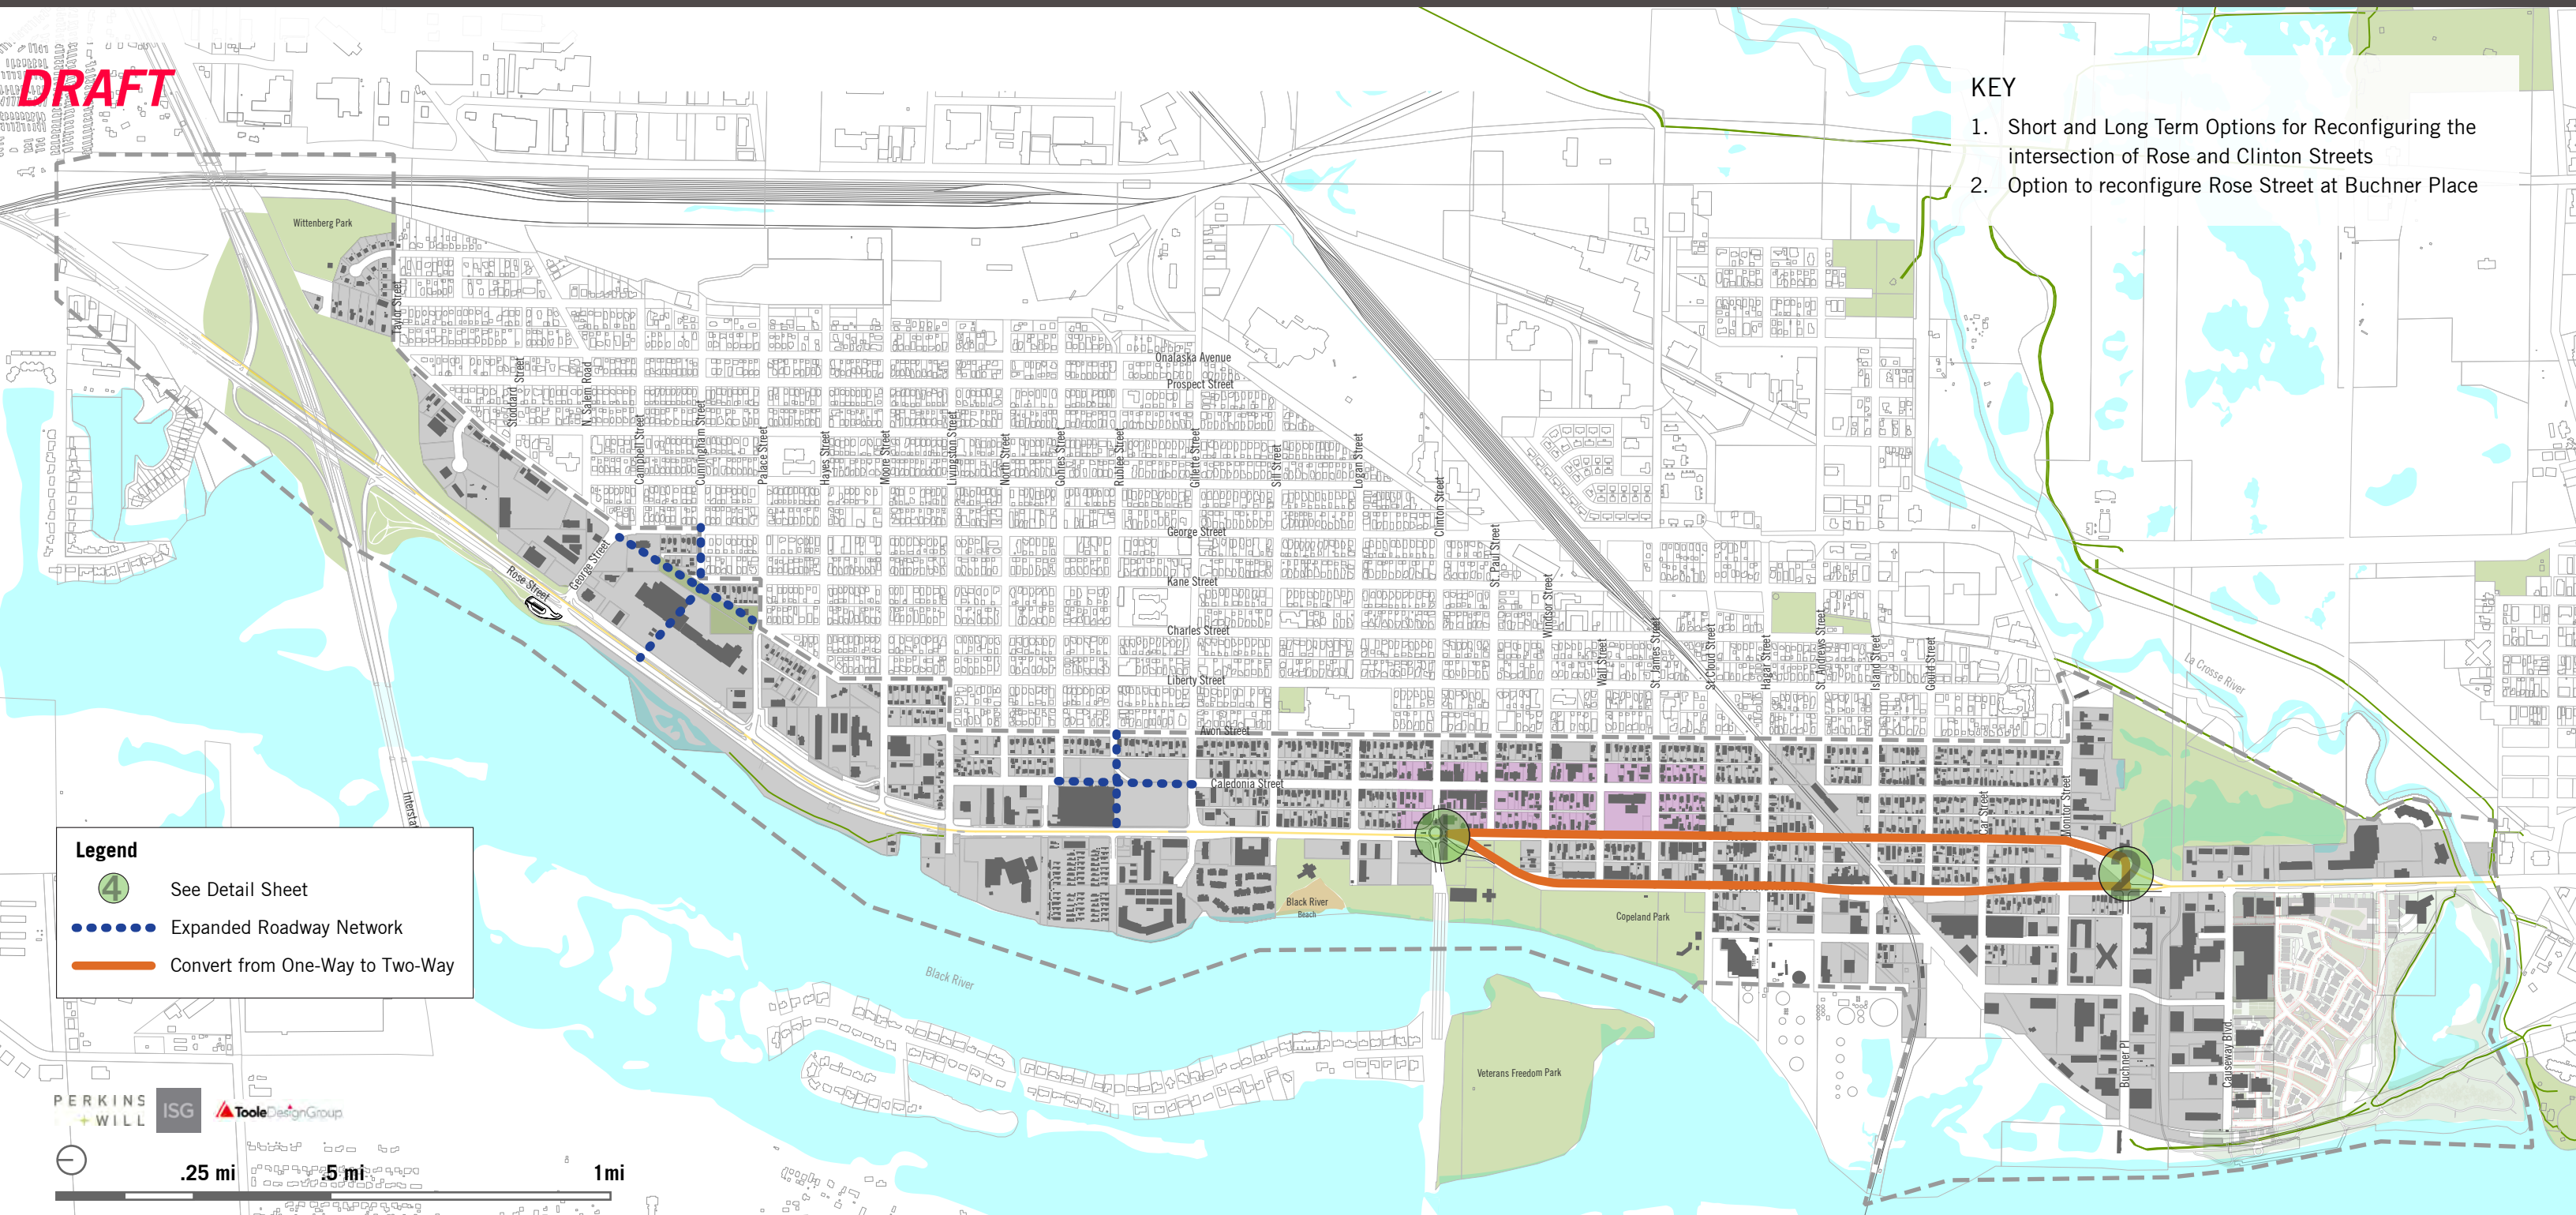 DRAFT
KEY
1. Short and Long Term Options for Reconfiguring the
intersection of Rose and Clinton Streets
2. Option to reconfigure Rose Street at Buchner Place
Wittenberg Park
Taylor Street
Stoddard Street
N. Salem Road
Campbell Street
Cunningham Street
Palace Street
Hayes Street
Moore Street
Livingston Street
North Street
Gohres Street
Rublee Street
Gillette Street
Sill Street
Logan Street
Clinton Street
St. Paul Street
Windsor Street
Wall Street
St. James Street
St Cloud Street
Hagar Street
St. Andrews Street
Island Street
Gould Street
Onalaska Avenue
Prospect Street
George Street
Kane Street
Charles Street
Liberty Street
Avon Street
Caledonia Street
Rose Street
George Street
La Crosse River
Car Street
Monitor Street
2
Black River
Beach
Copeland Park
Black River
Veterans Freedom Park
Buchner Pl
Causeway Blvd.
Interstat
Legend
4 See Detail Sheet
Expanded Roadway Network
Convert from One-Way to Two-Way
PERKINS
+WILL
ISG
TooleDesignGroup
.25 mi .5 mi 1mi